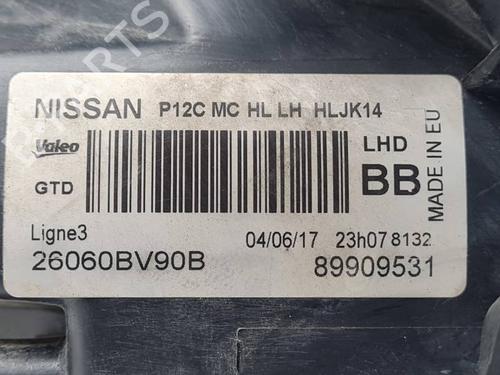 NISSAN P12C MC HL LH HLJK14
Valeo
LHD
GTD
BB
MADE IN EU
Ligne3 04/06/17 23h07 8132
26060BV90B 89909531
PARTS